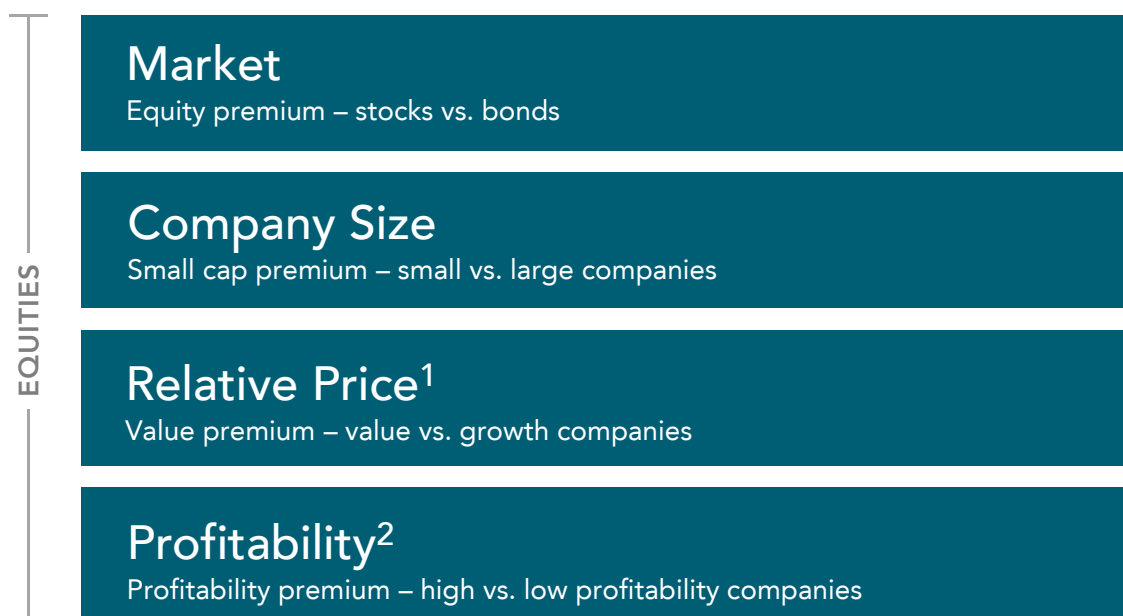 Market
Equity premium – stocks vs. bonds
Company Size
Small cap premium – small vs. large companies
EQUITIES
Relative Price¹
Value premium – value vs. growth companies
Profitability²
Profitability premium – high vs. low profitability companies